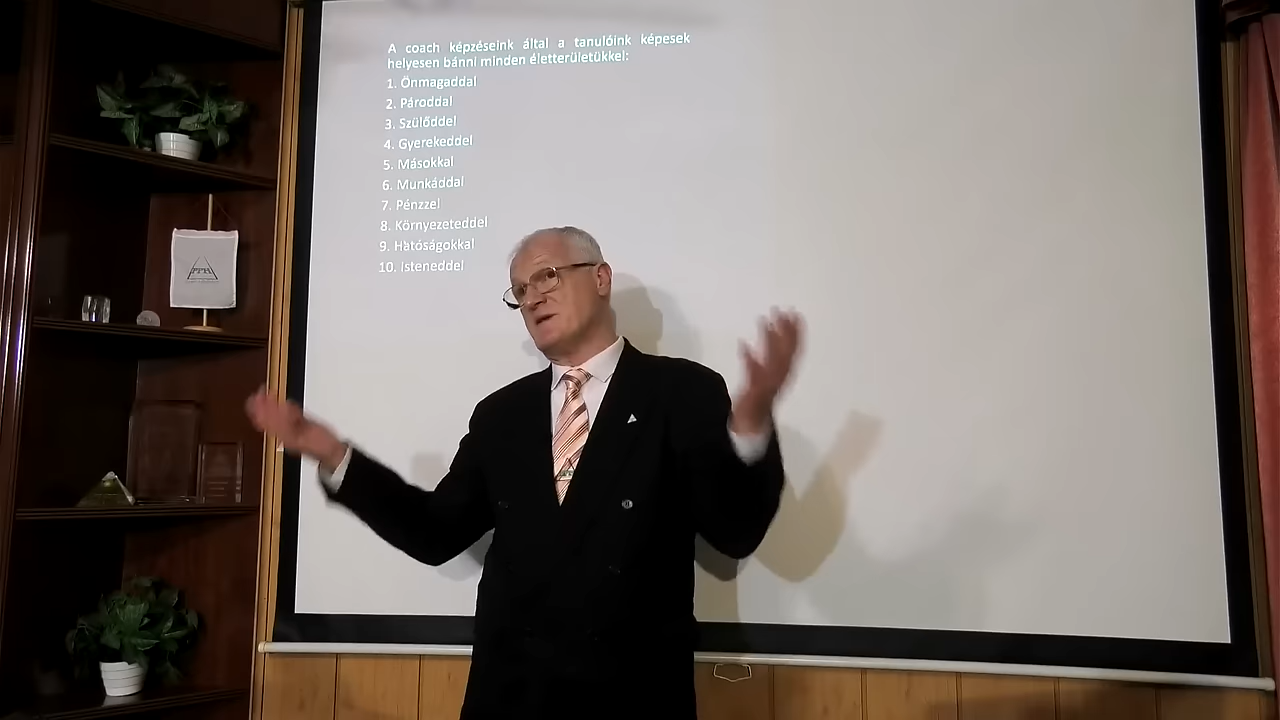 A coach képzéseink által a tanulóink képesek
helyesen bánni minden életterületükkel:
1. Önmagaddal
2. Pároddal
3. Szülőddel
4. Gyerekeddel
5. Másokkal
6. Munkáddal
7. Pénzzel
8. Környezeteddel
9. Hatóságokkal
10. Isteneddel